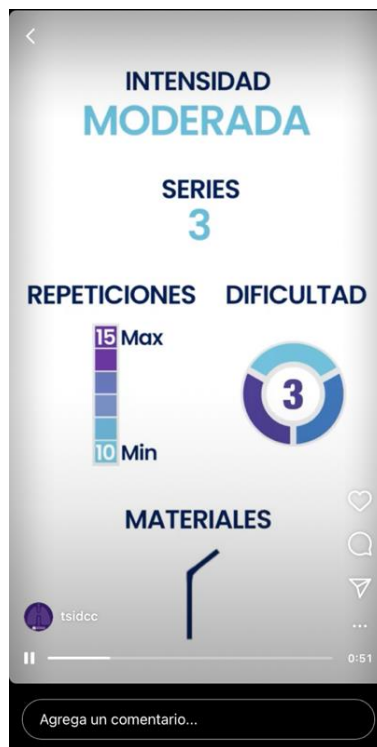 INTENSIDAD
MODERADA
SERIES
3
REPETICIONES
DIFICULTAD
15 Max
3
10 Min
MATERIALES
tsidcc
0:51
Agrega un comentario...